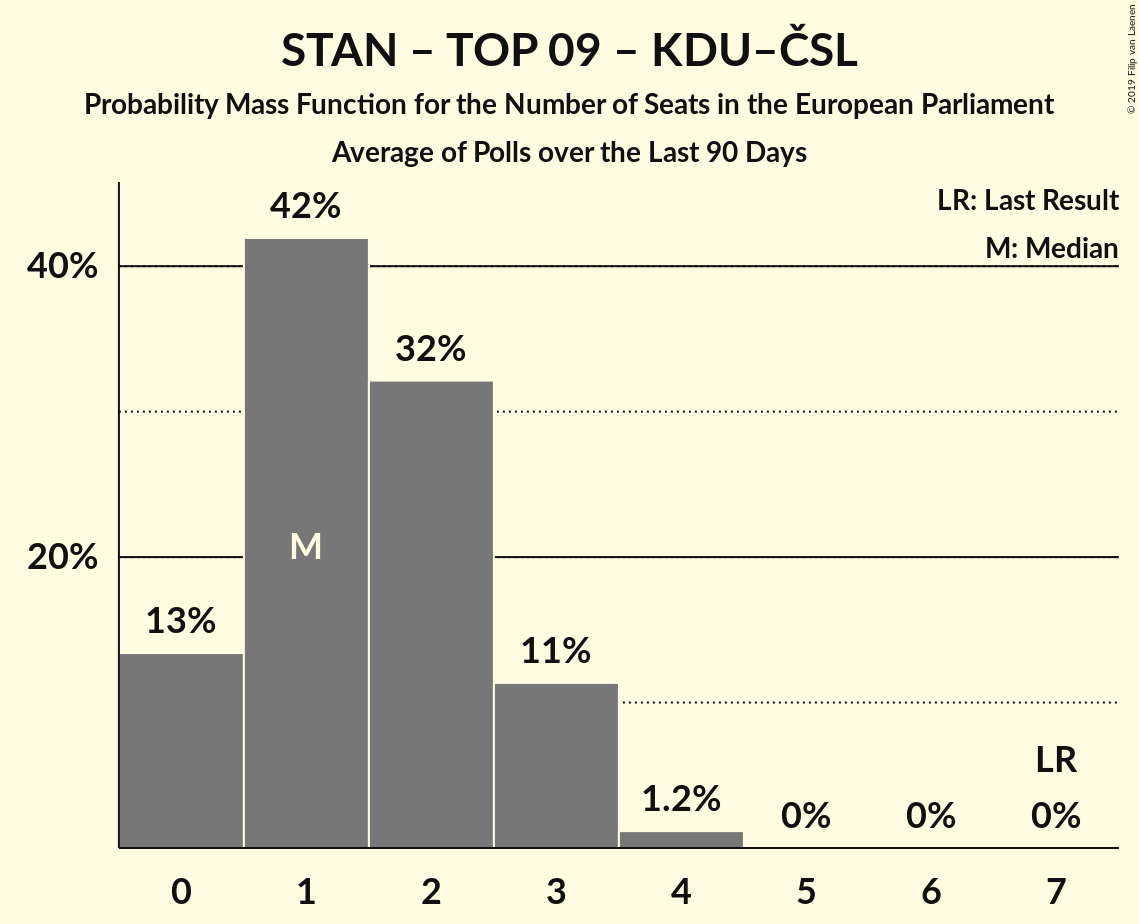 STAN – TOP 09 – KDU–ČSL
Probability Mass Function for the Number of Seats in the European Parliament
Average of Polls over the Last 90 Days
© 2019 Filip van Laenen
LR: Last Result
M: Median
40%
20%
42%
32%
M
13%
11%
1.2%
0%
0%
LR
0%
0 1 2 3 4 5 6 7